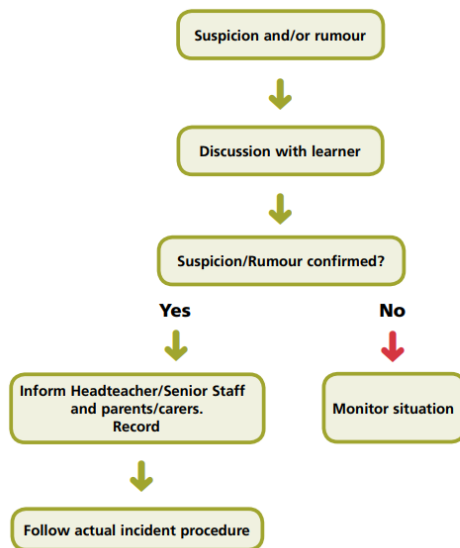 Suspicion and/or rumour
Discussion with learner
Suspicion/Rumour confirmed?
Yes
No
Inform Headteacher/Senior Staff
and parents/carers.
Record
Monitor situation
Follow actual incident procedure